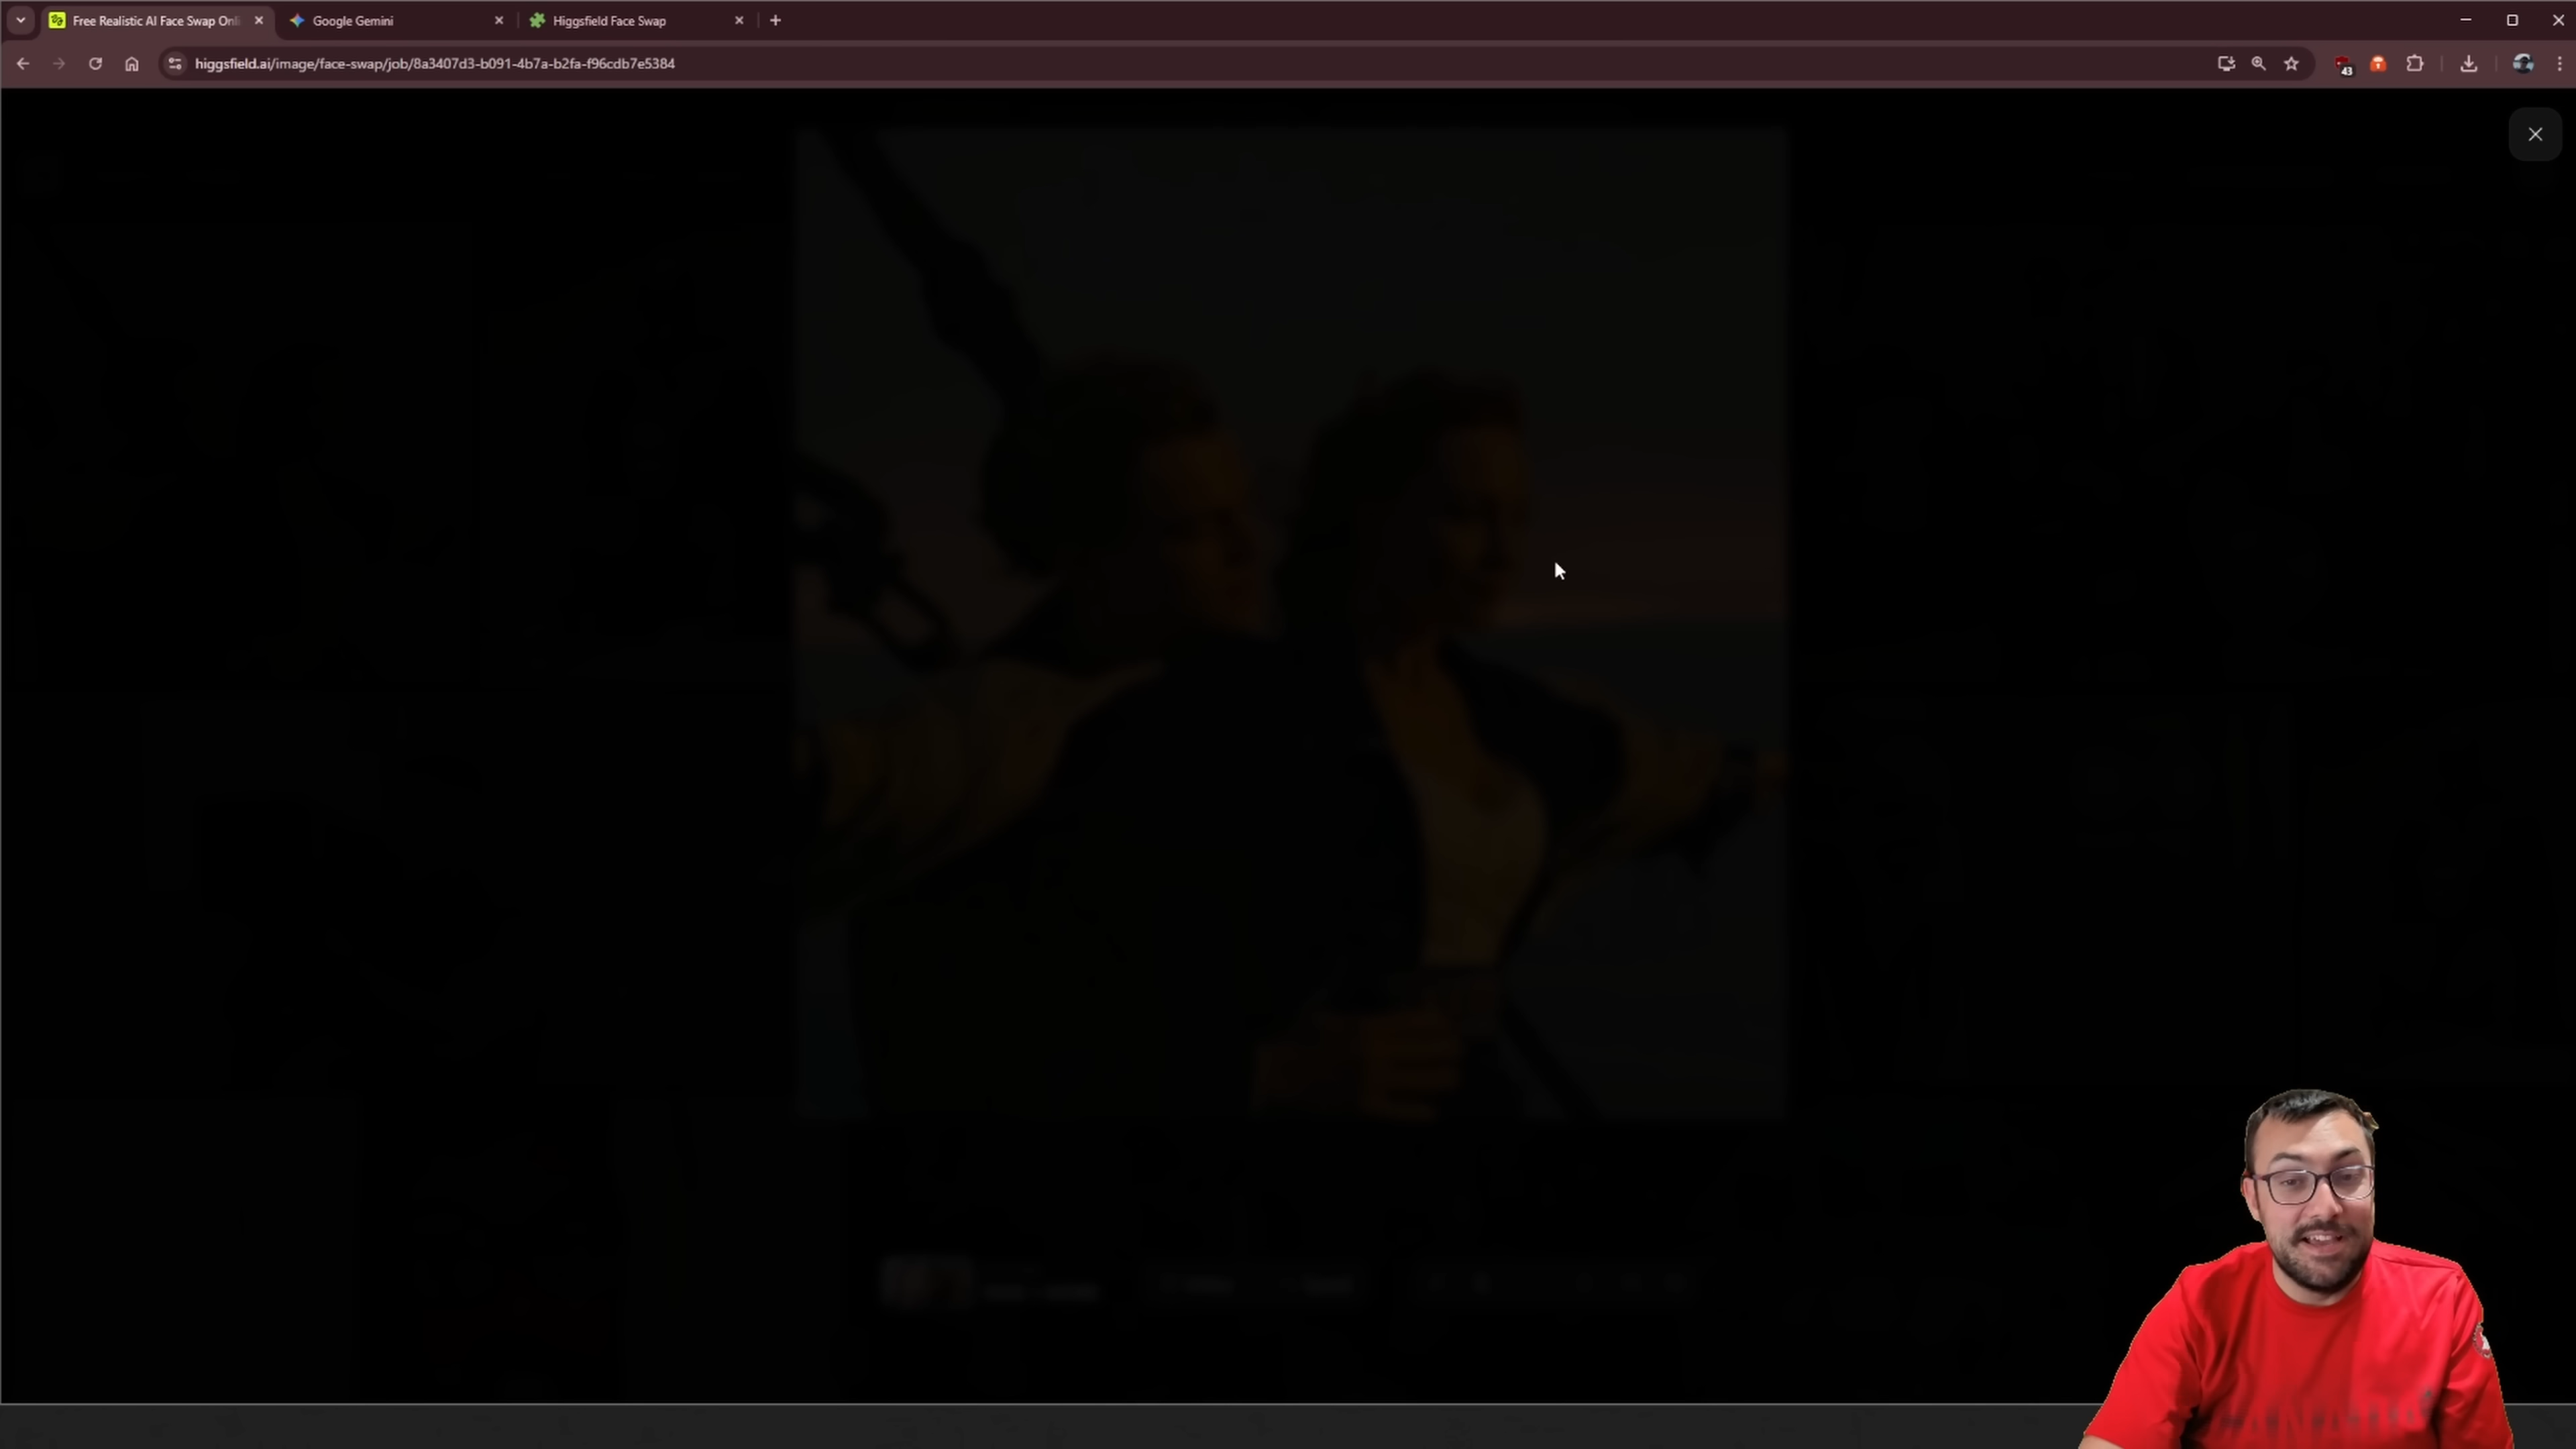 Free Realistic AI Face Swap Onli
Google Gemini
Higgsfield Face Swap
higgsfield.ai/image/face-swap/job/8a3407d3-b091-4b7a-b2fa-f96cdb7e5384
43